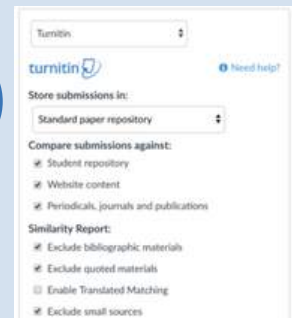 Turnitin
turnitin
Need help?
Store submissions in:
Standard paper repository
Compare submissions against:
Student repository
Website content
Periodicals, journals and publications
Similarity Report:
Exclude bibliographic materials
Exclude quoted materials
Enable Translated Matching
Exclude small sources